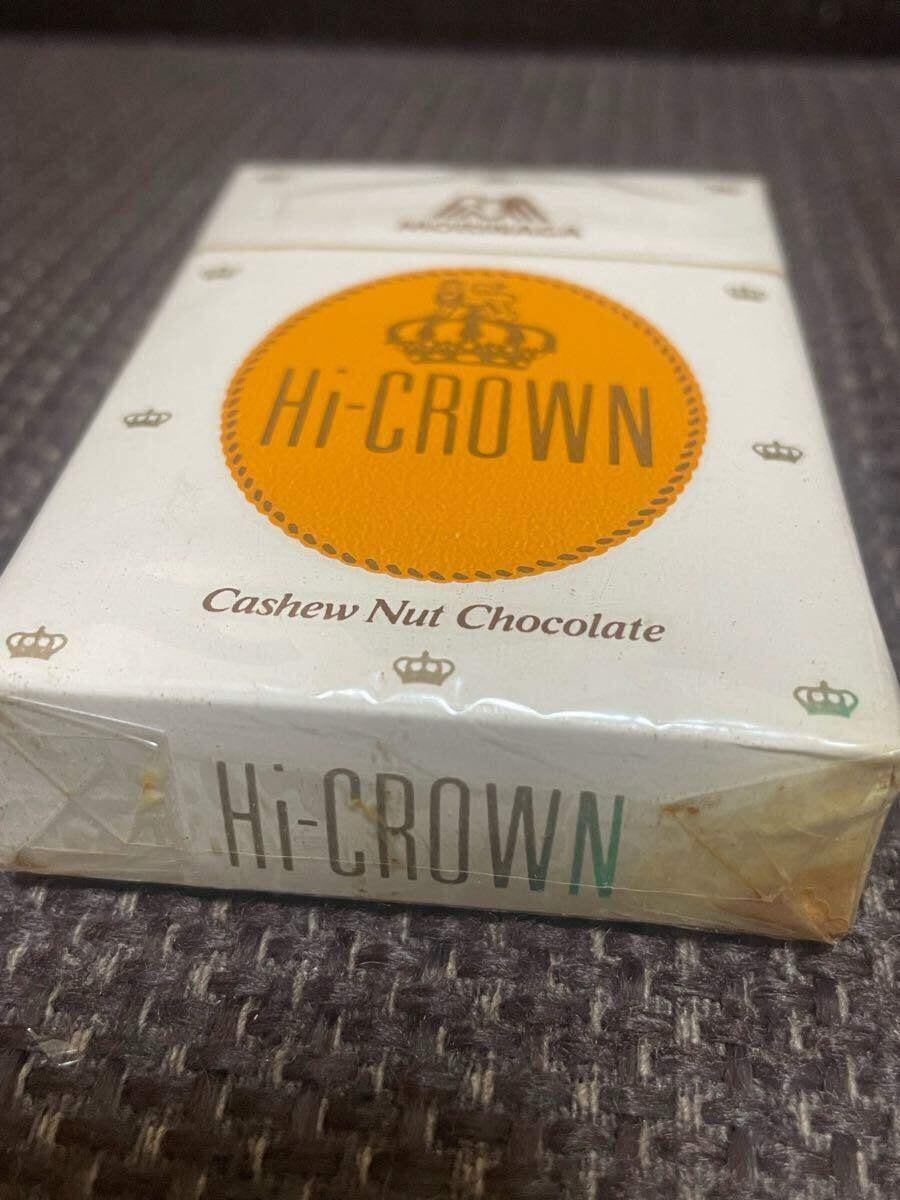 MORINAGA
Hi-CROWN
Cashew Nut Chocolate
Hi-CROWN